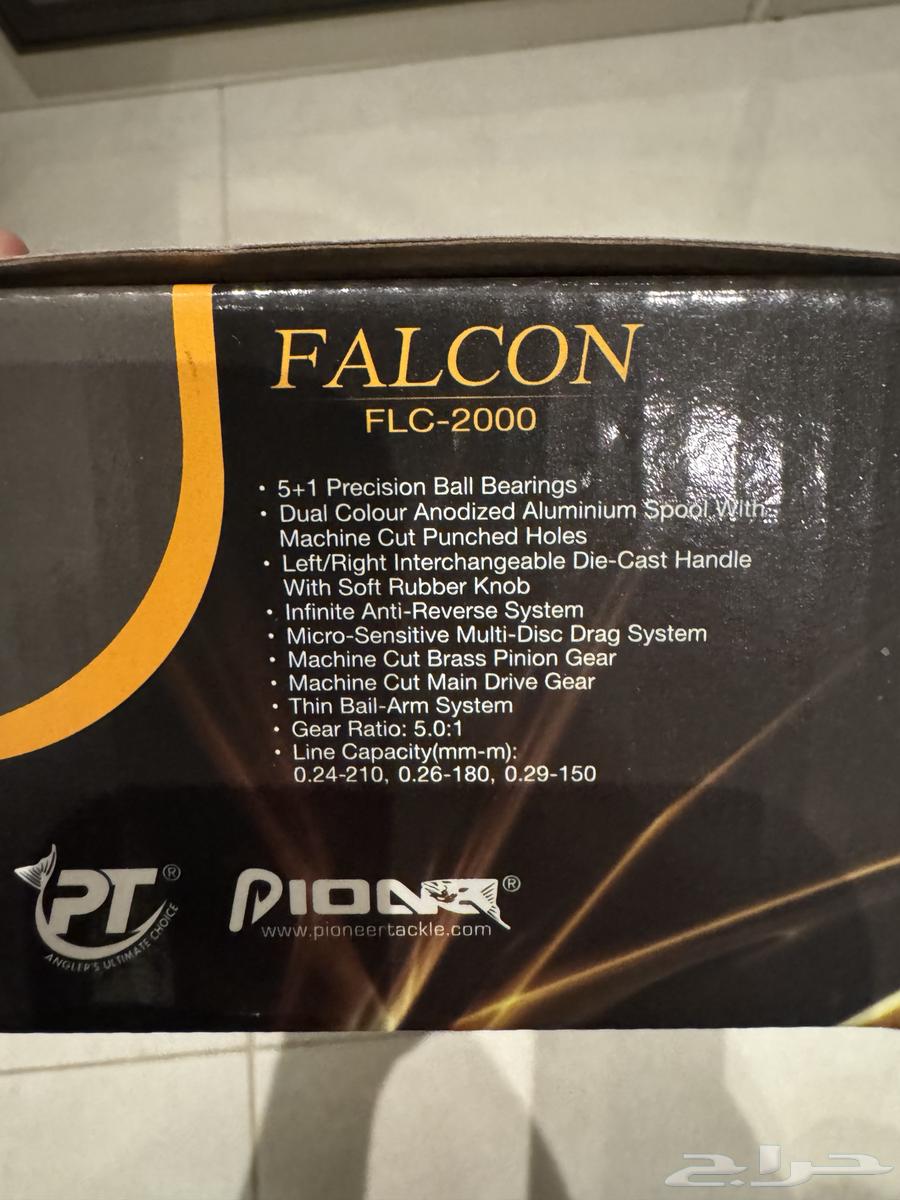 FALCON
FLC-2000
• 5+1 Precision Ball Bearings
• Dual Colour Anodized Aluminium Spool With
Machine Cut Punched Holes
• Left/Right Interchangeable Die-Cast Handle
With Soft Rubber Knob
• Infinite Anti-Reverse System
• Micro-Sensitive Multi-Disc Drag System
• Machine Cut Brass Pinion Gear
• Machine Cut Main Drive Gear
• Thin Bail-Arm System
• Gear Ratio: 5.0:1
• Line Capacity(mm-m):
0.24-210, 0.26-180, 0.29-150
PT®
ANGLER'S ULTIMATE CHOICE
www.pioneertackle.com
حراج